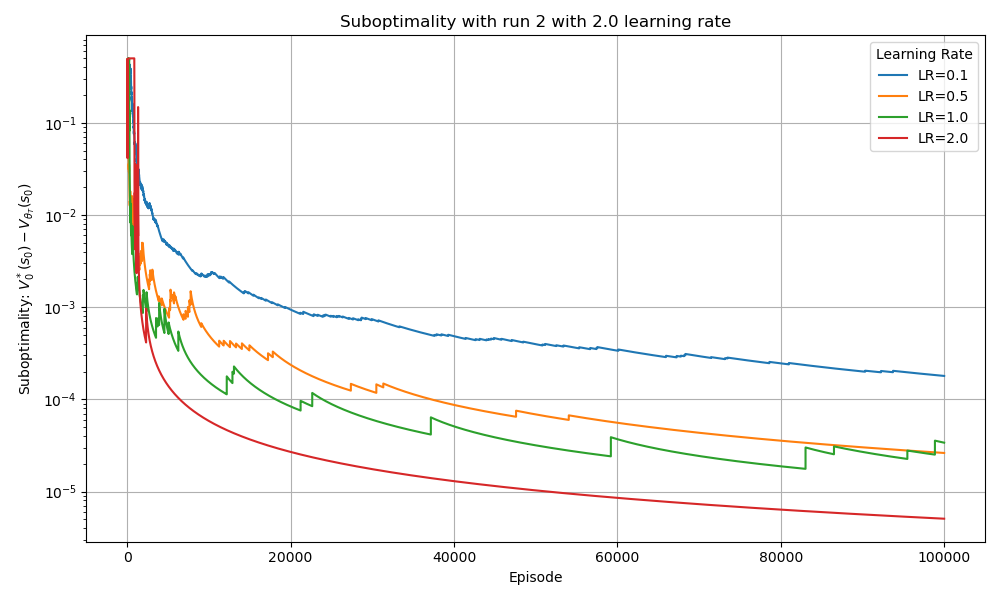 Suboptimality with run 2 with 2.0 learning rate
Suboptimality: $V_0^*(s_0) - V_{\theta_T}(s_0)$
10^{-1}
10^{-2}
10^{-3}
10^{-4}
10^{-5}
Learning Rate
LR=0.1
LR=0.5
LR=1.0
LR=2.0
0 20000 40000 60000 80000 100000
Episode